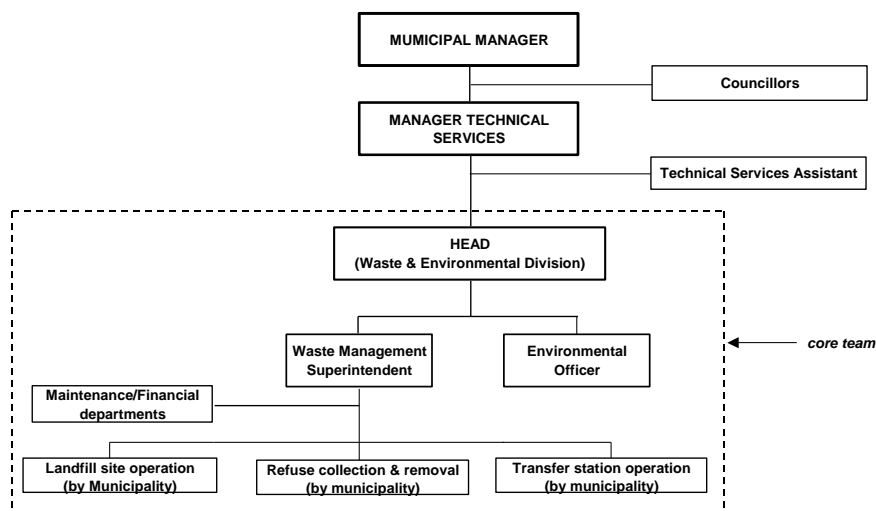 MUMICIPAL MANAGER
Councillors
MANAGER TECHNICAL
SERVICES
Technical Services Assistant
HEAD
(Waste & Environmental Division)
Waste Management
Superintendent
Environmental
Officer
core team
Maintenance/Financial
departments
Landfill site operation
(by Municipality)
Refuse collection & removal
(by municipality)
Transfer station operation
(by municipality)